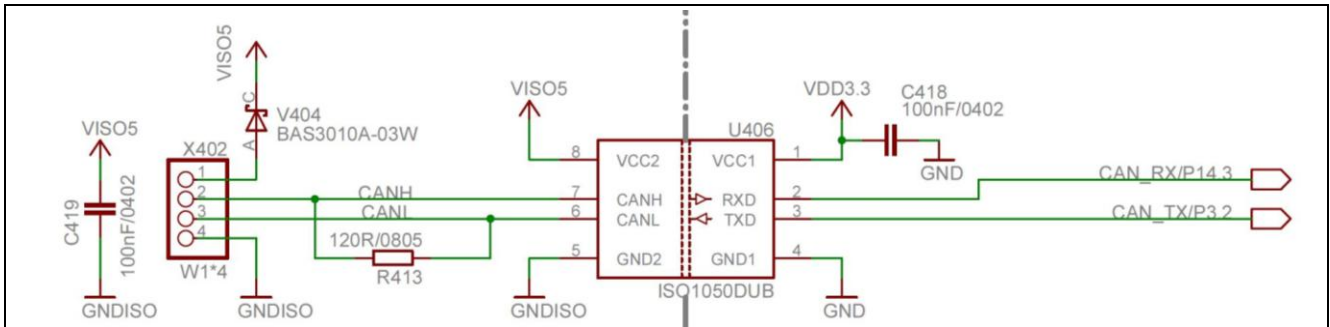 VISO5
C
A
V404
BAS3010A-03W
VISO5
C419
100nF/0402
GNDISO
X402
1
2
3
4
W1*4
GNDISO
CANH
CANL
120R/0805
R413
VISO5
8
7
6
5
GNDISO
VCC2
CANH
CANL
GND2
VCC1
RXD
TXD
GND1
U406
ISO1050DUB
1
2
3
4
VDD3.3
C418
100nF/0402
GND
GND
CAN_RX/P14.3
CAN_TX/P3.2